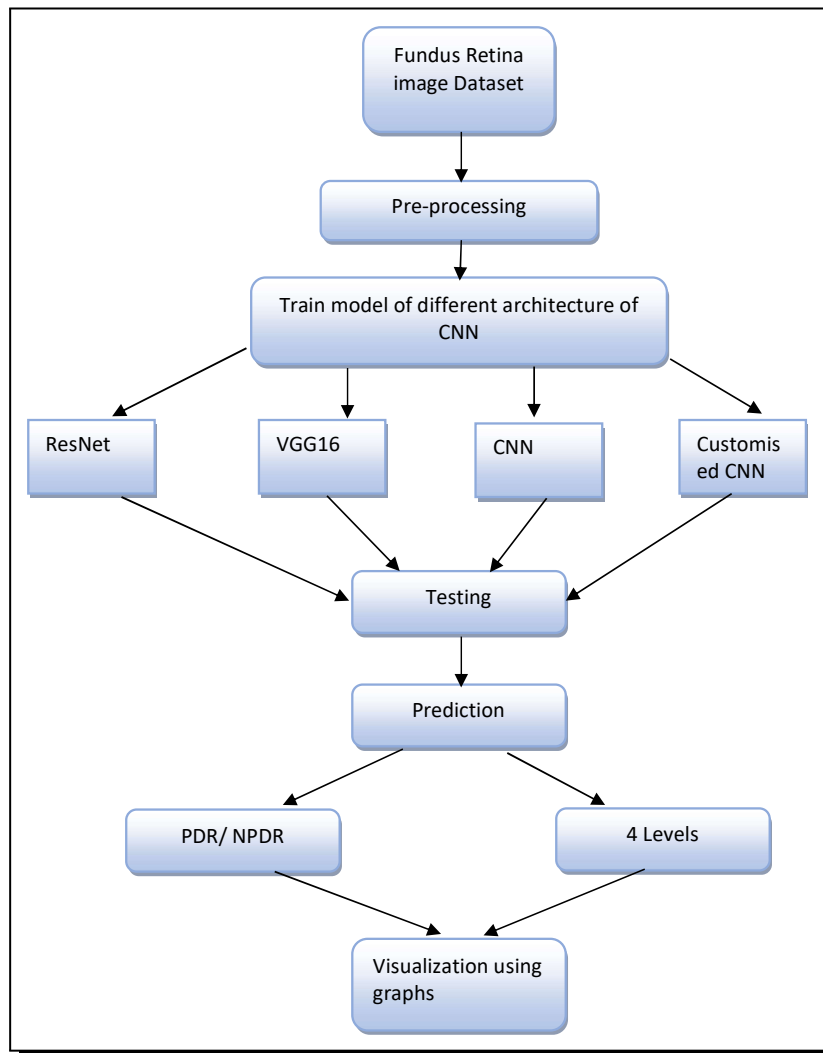 Fundus Retina
image Dataset
Pre-processing
Train model of different architecture of
CNN
ResNet
VGG16
CNN
Customis
ed CNN
Testing
Prediction
PDR/ NPDR
4 Levels
Visualization using
graphs